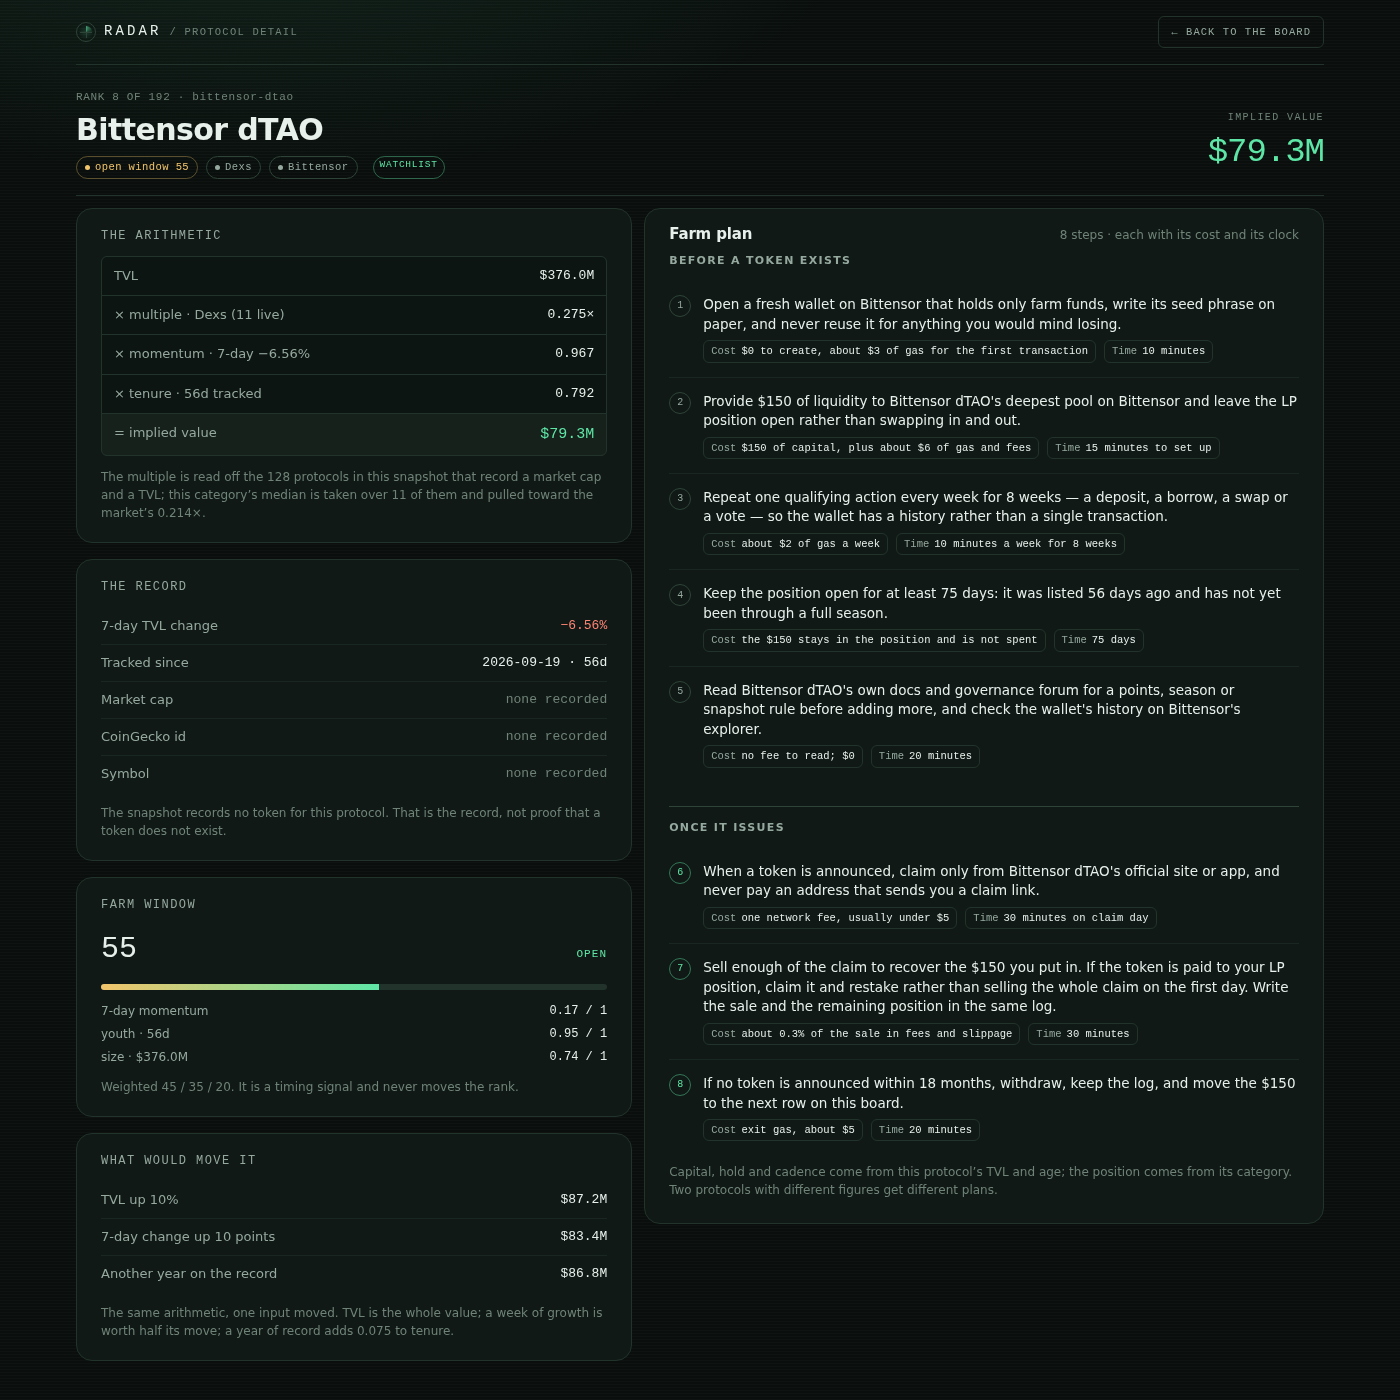 RADAR / PROTOCOL DETAIL
← BACK TO THE BOARD
RANK 8 OF 192 · bittensor-dtao
Bittensor dTAO
open window 55
Dexs
Bittensor
WATCHLIST
IMPLIED VALUE
$79.3M
THE ARITHMETIC
TVL $376.0M
× multiple · Dexs (11 live) 0.275×
× momentum · 7-day −6.56% 0.967
× tenure · 56d tracked 0.792
= implied value $79.3M
The multiple is read off the 128 protocols in this snapshot that record a market cap
and a TVL; this category’s median is taken over 11 of them and pulled toward the
market’s 0.214×.
THE RECORD
7-day TVL change −6.56%
Tracked since 2026-09-19 · 56d
Market cap none recorded
CoinGecko id none recorded
Symbol none recorded
The snapshot records no token for this protocol. That is the record, not proof that a
token does not exist.
FARM WINDOW
55 OPEN
7-day momentum 0.17 / 1
youth · 56d 0.95 / 1
size · $376.0M 0.74 / 1
Weighted 45 / 35 / 20. It is a timing signal and never moves the rank.
WHAT WOULD MOVE IT
TVL up 10% $87.2M
7-day change up 10 points $83.4M
Another year on the record $86.8M
The same arithmetic, one input moved. TVL is the whole value; a week of growth is
worth half its move; a year of record adds 0.075 to tenure.
Farm plan
8 steps · each with its cost and its clock
BEFORE A TOKEN EXISTS
1 Open a fresh wallet on Bittensor that holds only farm funds, write its seed phrase on
paper, and never reuse it for anything you would mind losing.
Cost $0 to create, about $3 of gas for the first transaction Time 10 minutes
2 Provide $150 of liquidity to Bittensor dTAO's deepest pool on Bittensor and leave the LP
position open rather than swapping in and out.
Cost $150 of capital, plus about $6 of gas and fees Time 15 minutes to set up
3 Repeat one qualifying action every week for 8 weeks — a deposit, a borrow, a swap or
a vote — so the wallet has a history rather than a single transaction.
Cost about $2 of gas a week Time 10 minutes a week for 8 weeks
4 Keep the position open for at least 75 days: it was listed 56 days ago and has not yet
been through a full season.
Cost the $150 stays in the position and is not spent Time 75 days
5 Read Bittensor dTAO's own docs and governance forum for a points, season or
snapshot rule before adding more, and check the wallet's history on Bittensor's
explorer.
Cost no fee to read; $0 Time 20 minutes
ONCE IT ISSUES
6 When a token is announced, claim only from Bittensor dTAO's official site or app, and
never pay an address that sends you a claim link.
Cost one network fee, usually under $5 Time 30 minutes on claim day
7 Sell enough of the claim to recover the $150 you put in. If the token is paid to your LP
position, claim it and restake rather than selling the whole claim on the first day. Write
the sale and the remaining position in the same log.
Cost about 0.3% of the sale in fees and slippage Time 30 minutes
8 If no token is announced within 18 months, withdraw, keep the log, and move the $150
to the next row on this board.
Cost exit gas, about $5 Time 20 minutes
Capital, hold and cadence come from this protocol’s TVL and age; the position comes from its category.
Two protocols with different figures get different plans.